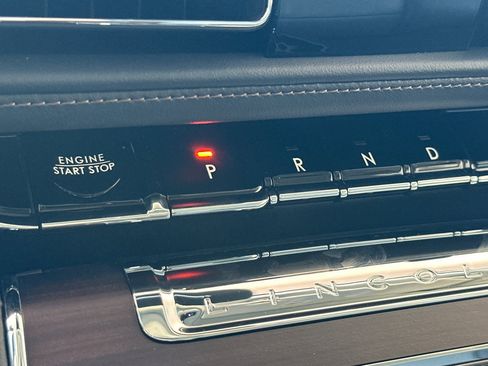 ENGINE
START STOP
P R N D
LINCOL